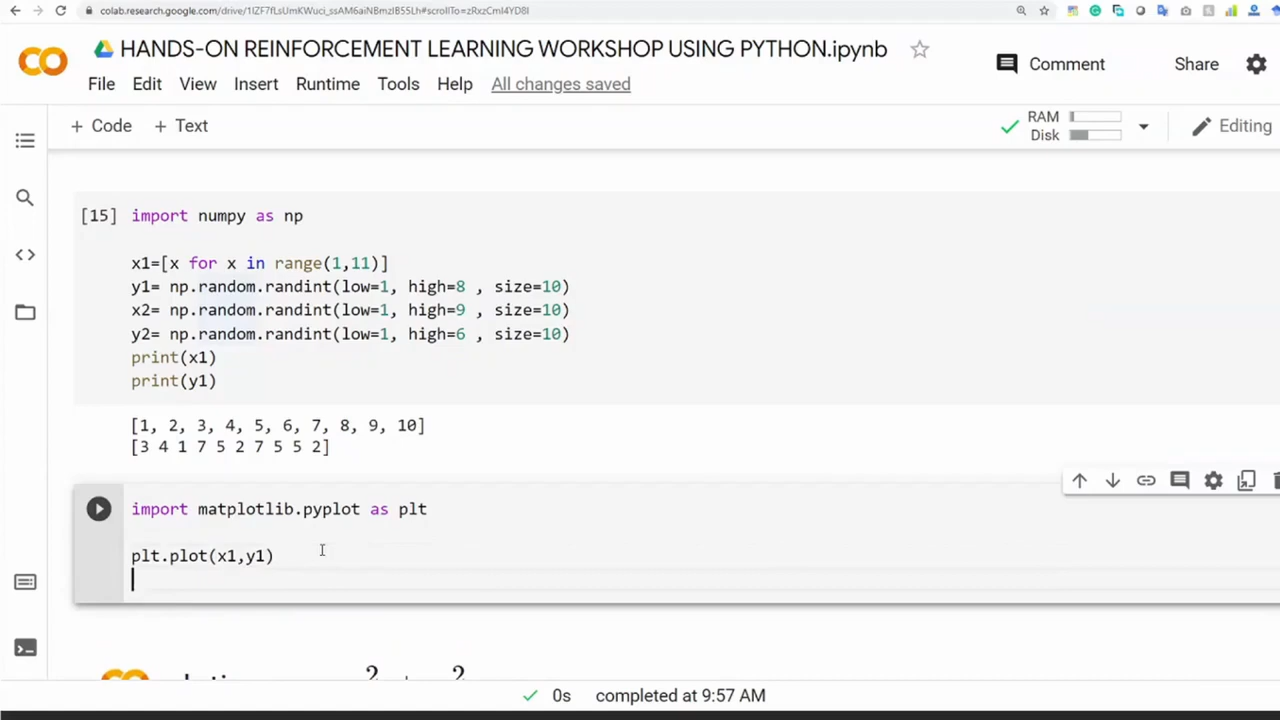 colab.research.google.com/drive/1IZF7fLsUmKWuci_ssAM6aiNBmzIB55Lh#scrollTo=zRxzCmI4YD8I
HANDS-ON REINFORCEMENT LEARNING WORKSHOP USING PYTHON.ipynb
Comment
Share
File Edit View Insert Runtime Tools Help All changes saved
+ Code + Text
RAM
Disk
Editing
[15] import numpy as np
x1=[x for x in range(1,11)]
y1= np.random.randint(low=1, high=8 , size=10)
x2= np.random.randint(low=1, high=9 , size=10)
y2= np.random.randint(low=1, high=6 , size=10)
print(x1)
print(y1)
[1, 2, 3, 4, 5, 6, 7, 8, 9, 10]
[3 4 1 7 5 2 7 5 5 2]
import matplotlib.pyplot as plt
plt.plot(x1,y1)
0s completed at 9:57 AM